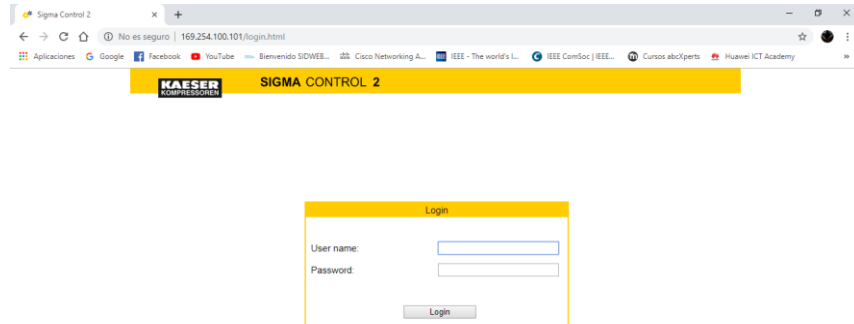 Sigma Control 2
No es seguro | 169.254.100.101/login.html
Aplicaciones Google Facebook YouTube Bienvenido SIDWEB... Cisco Networking A... IEEE - The world's l... IEEE ComSoc | IEEE... Cursos abcXperts Huawei ICT Academy »
KAESER KOMPRESSOREN SIGMA CONTROL 2
Login
User name:
Password:
Login